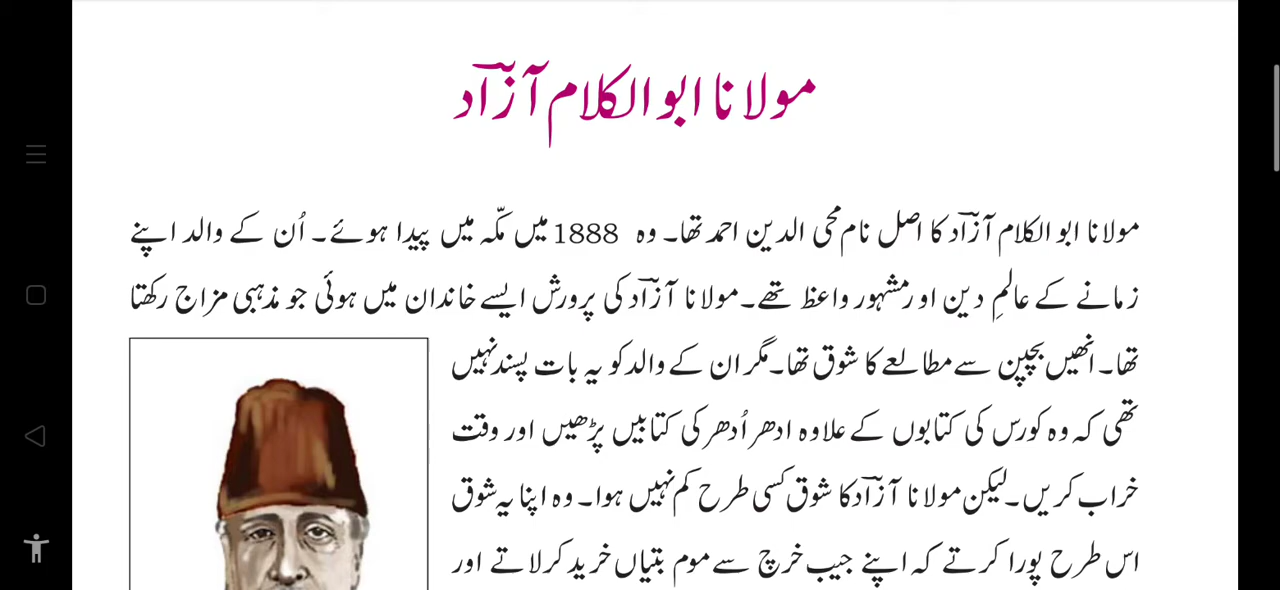 مولانا ابوالکلام آزادؔ
مولانا ابو الکلام آزادؔ کا اصل نام محی الدین احمد تھا۔ وہ 1888 میں مکّہ میں پیدا ہوئے۔ اُن کے والد اپنے
زمانے کے عالمِ دین اور مشہور واعظ تھے۔ مولانا آزادؔ کی پرورش ایسے خاندان میں ہوئی جو مذہبی مزاج رکھتا
تھا۔ انھیں بچپن سے مطالعے کا شوق تھا۔ مگر ان کے والد کو یہ بات پسند نہیں
تھی کہ وہ کورس کی کتابوں کے علاوہ ادھر اُدھر کی کتابیں پڑھیں اور وقت
خراب کریں۔ لیکن مولانا آزادؔ کا شوق کسی طرح کم نہیں ہوا۔ وہ اپنا یہ شوق
اس طرح پورا کرتے کہ اپنے جیب خرچ سے موم بتیاں خرید کر لاتے اور